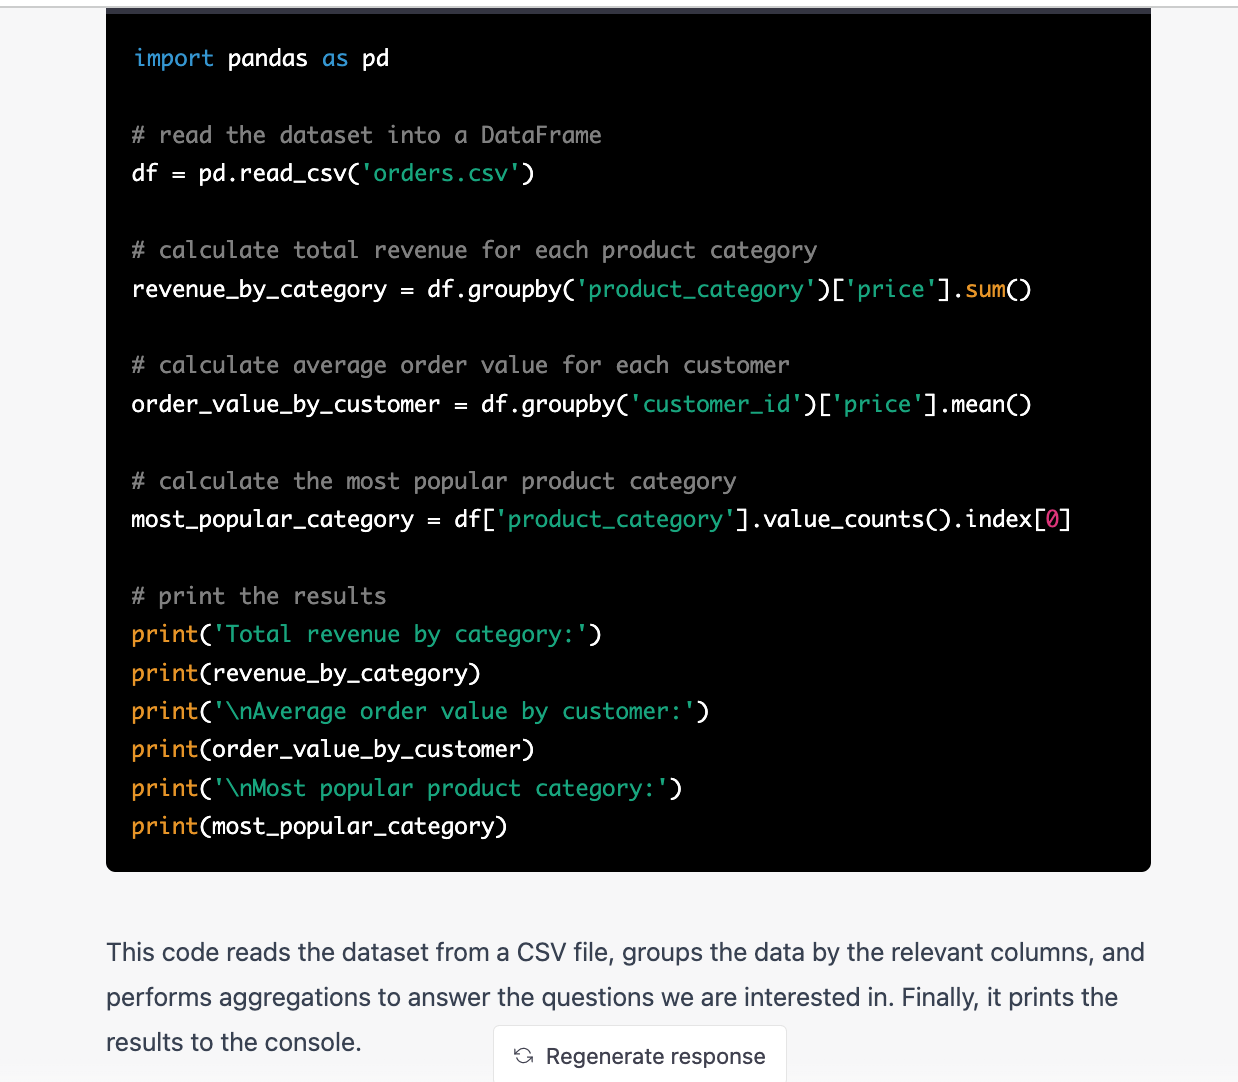 import pandas as pd
# read the dataset into a DataFrame
df = pd.read_csv('orders.csv')
# calculate total revenue for each product category
revenue_by_category = df.groupby('product_category')['price'].sum()
# calculate average order value for each customer
order_value_by_customer = df.groupby('customer_id')['price'].mean()
# calculate the most popular product category
most_popular_category = df['product_category'].value_counts().index[0]
# print the results
print('Total revenue by category:')
print(revenue_by_category)
print('\nAverage order value by customer:')
print(order_value_by_customer)
print('\nMost popular product category:')
print(most_popular_category)
This code reads the dataset from a CSV file, groups the data by the relevant columns, and
performs aggregations to answer the questions we are interested in. Finally, it prints the
results to the console.
Regenerate response